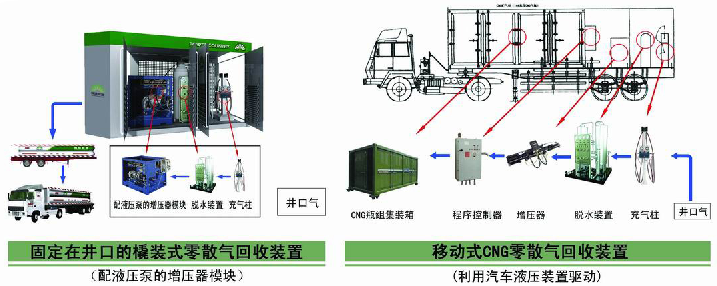 配液压泵的增压器模块
脱水装置
充气柱
井口气
固定在井口的橇装式零散气回收装置
(配液压泵的增压器模块)
CNG瓶组集装箱
程序控制器
增压器
脱水装置
充气柱
井口气
移动式CNG零散气回收装置
(利用汽车液压装置驱动)